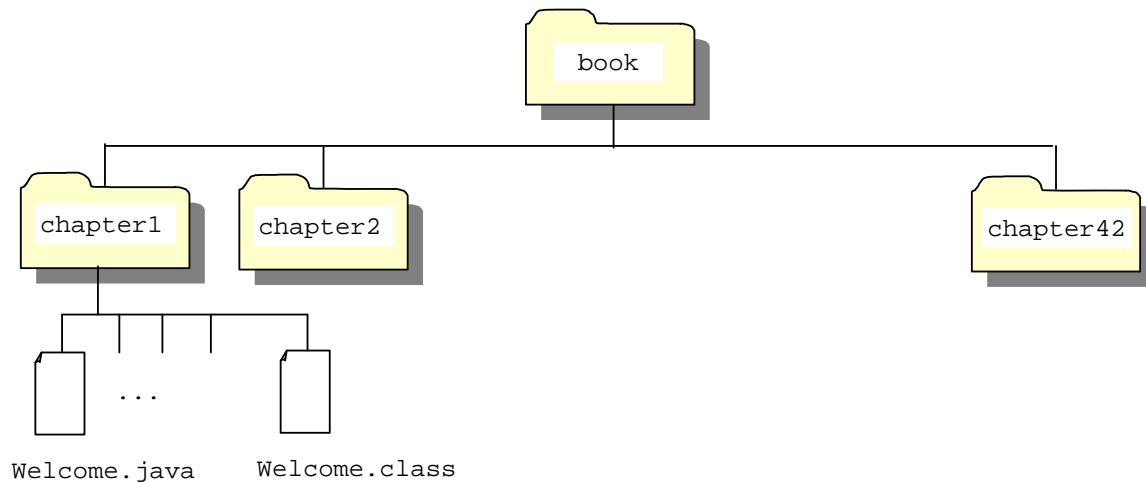 book
chapter1
chapter2
chapter42
...
Welcome.java
Welcome.class